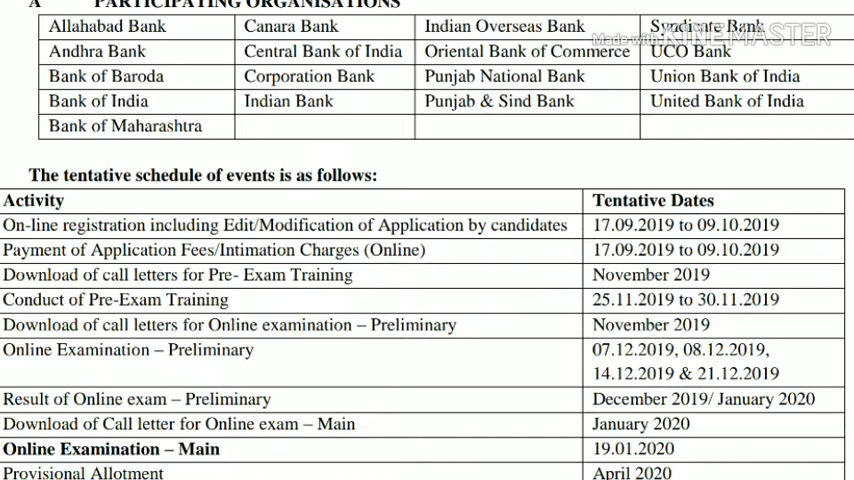 A PARTICIPATING ORGANISATIONS
Allahabad Bank Canara Bank Indian Overseas Bank Syndicate Bank
Made with KINEMASTER
Andhra Bank Central Bank of India Oriental Bank of Commerce UCO Bank
Bank of Baroda Corporation Bank Punjab National Bank Union Bank of India
Bank of India Indian Bank Punjab & Sind Bank United Bank of India
Bank of Maharashtra
The tentative schedule of events is as follows:
Activity Tentative Dates
On-line registration including Edit/Modification of Application by candidates 17.09.2019 to 09.10.2019
Payment of Application Fees/Intimation Charges (Online) 17.09.2019 to 09.10.2019
Download of call letters for Pre- Exam Training November 2019
Conduct of Pre-Exam Training 25.11.2019 to 30.11.2019
Download of call letters for Online examination – Preliminary November 2019
Online Examination – Preliminary 07.12.2019, 08.12.2019,
14.12.2019 & 21.12.2019
Result of Online exam – Preliminary December 2019/ January 2020
Download of Call letter for Online exam – Main January 2020
Online Examination – Main 19.01.2020
Provisional Allotment April 2020